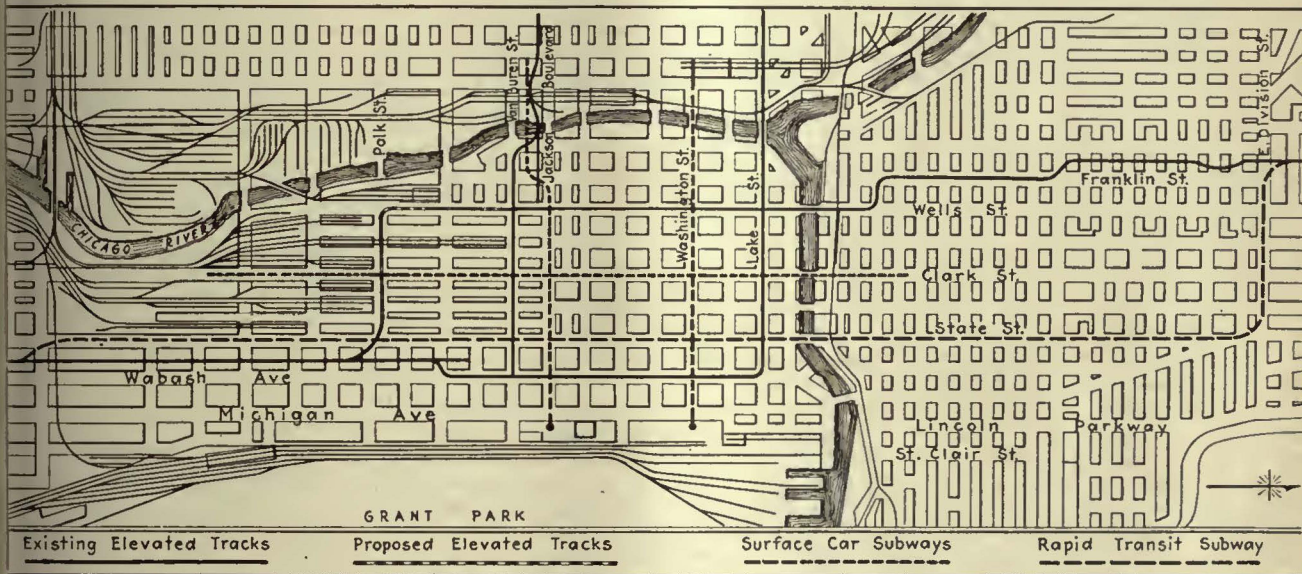 Van Buren St.
Jackson Boulevard
Polk St.
E. Division St.
Washington St.
Lake St.
Franklin St.
Wells St.
CHICAGO RIVER
Clark St.
State St.
Wabash Ave
Michigan Ave
Lincoln Parkway
St. Clair St.
GRANT PARK
Existing Elevated Tracks
Proposed Elevated Tracks
Surface Car Subways
Rapid Transit Subway